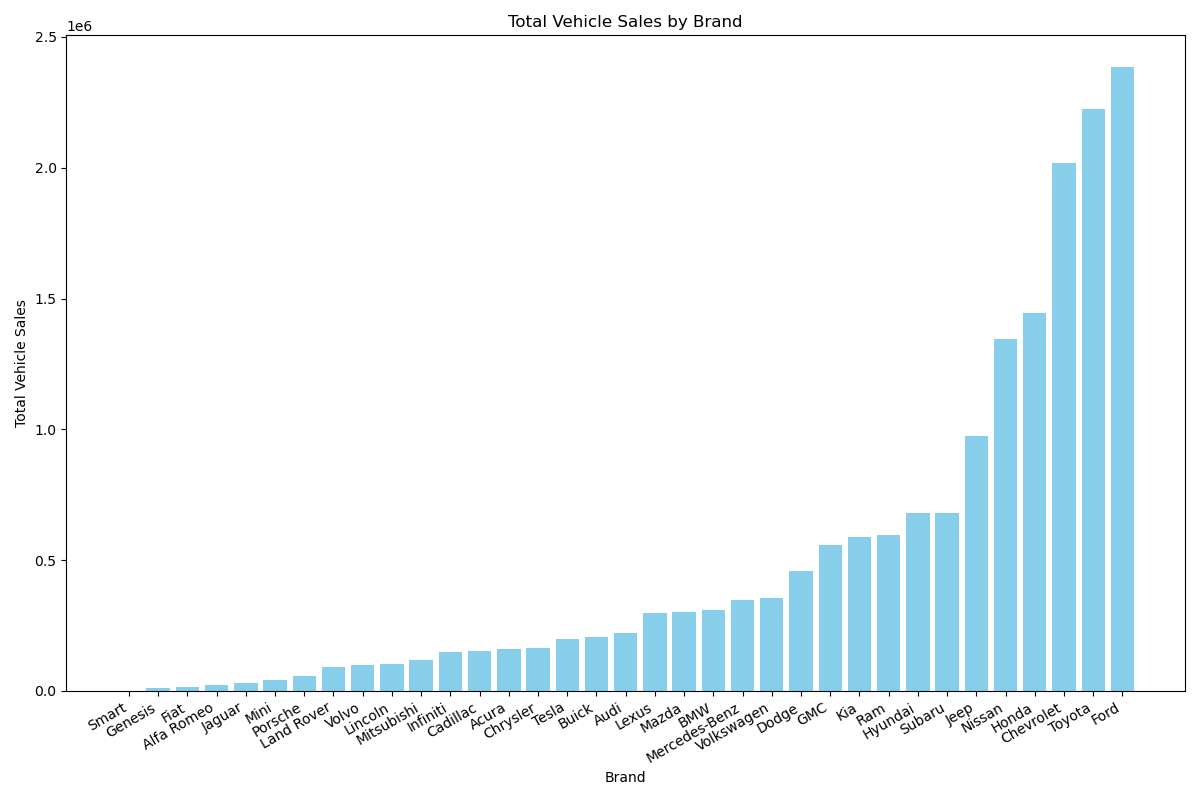 Total Vehicle Sales by Brand
1e6
2.5
2.0
1.5
1.0
0.5
0.0
Total Vehicle Sales
Smart
Genesis
Fiat
Alfa Romeo
Jaguar
Mini
Porsche
Land Rover
Volvo
Lincoln
Mitsubishi
Infiniti
Cadillac
Acura
Chrysler
Tesla
Buick
Audi
Lexus
Mazda
BMW
Mercedes-Benz
Volkswagen
Dodge
GMC
Kia
Ram
Hyundai
Subaru
Jeep
Nissan
Honda
Chevrolet
Toyota
Ford
Brand